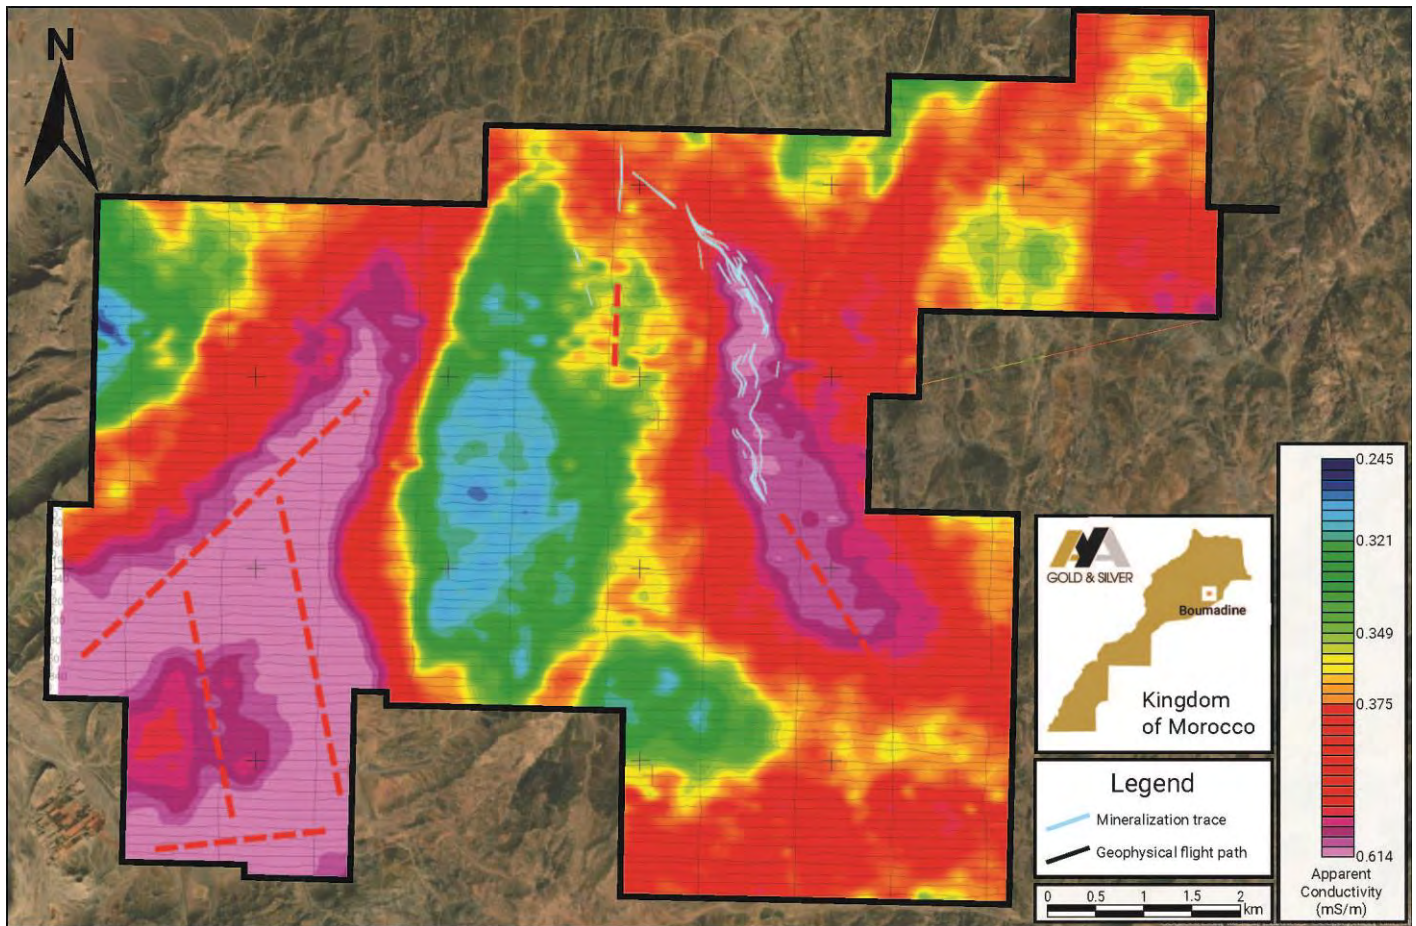 N
AYA
GOLD & SILVER
Boumadine
Kingdom
of Morocco
Legend
Mineralization trace
Geophysical flight path
0 0.5 1 1.5 2
km
0.245
0.321
0.349
0.375
0.614
Apparent
Conductivity
(mS/m)